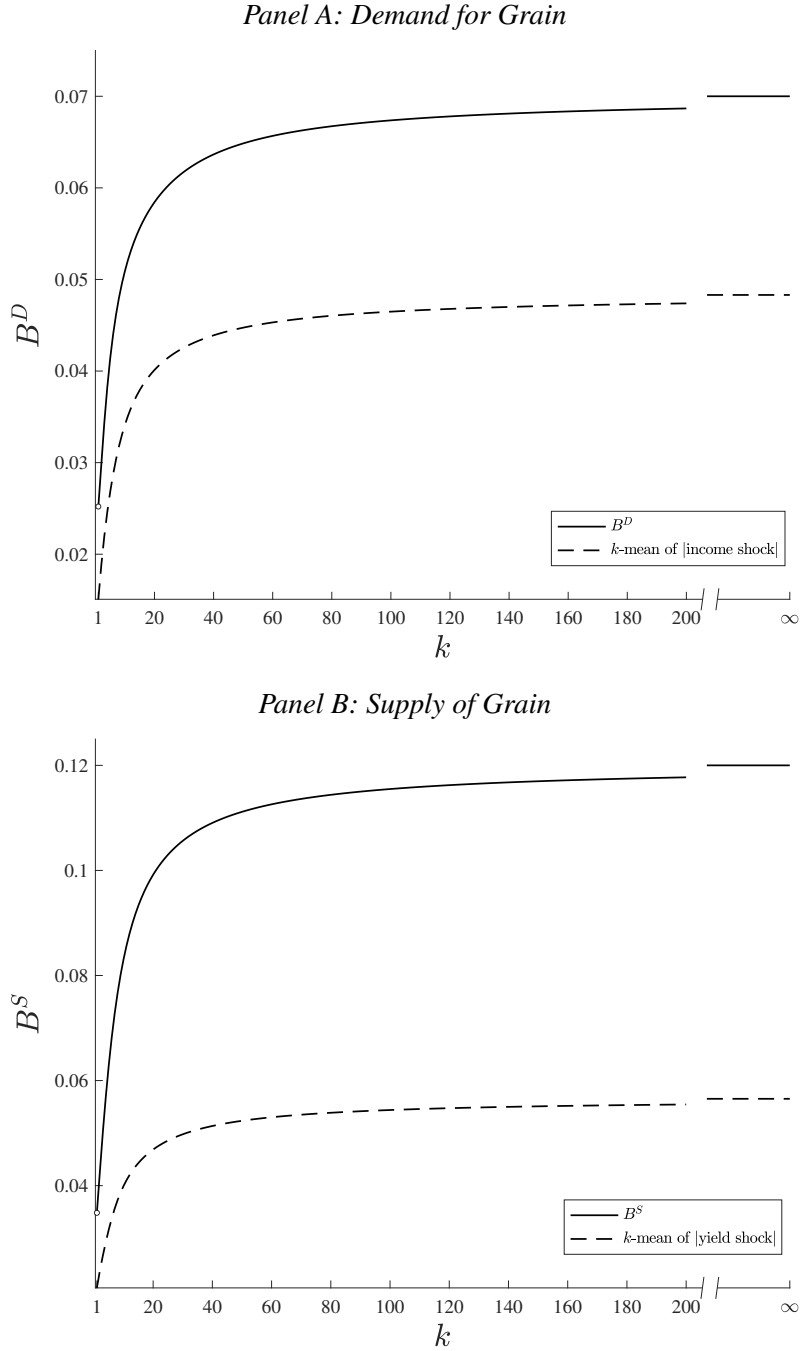 Panel A: Demand for Grain
0.07
0.06
0.05
0.04
0.03
0.02
B^D
B^D
k-mean of |income shock|
1 20 40 60 80 100 120 140 160 180 200 ∞
k
Panel B: Supply of Grain
0.12
0.1
0.08
0.06
0.04
B^S
B^S
k-mean of |yield shock|
1 20 40 60 80 100 120 140 160 180 200 ∞
k